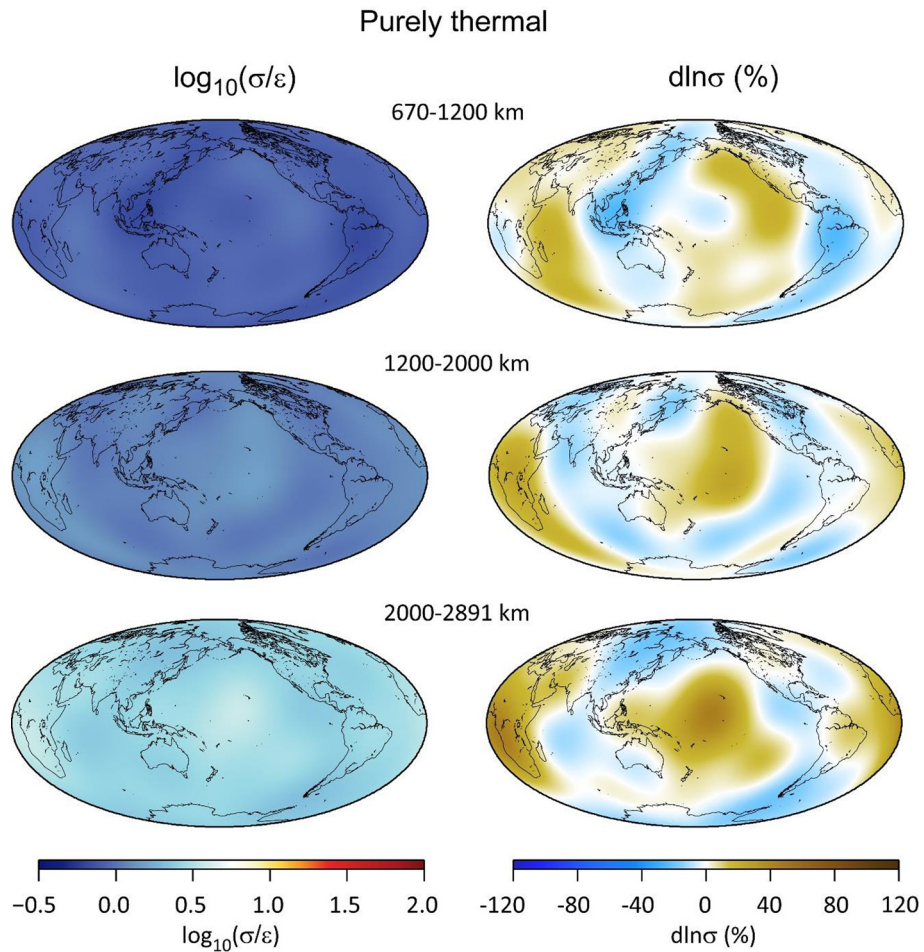 Purely thermal
log₁₀(σ/ε) dlnσ (%)
670-1200 km
1200-2000 km
2000-2891 km
−0.5 0.0 0.5 1.0 1.5 2.0 -120 -80 -40 0 40 80 120
log₁₀(σ/ε) dlnσ (%)